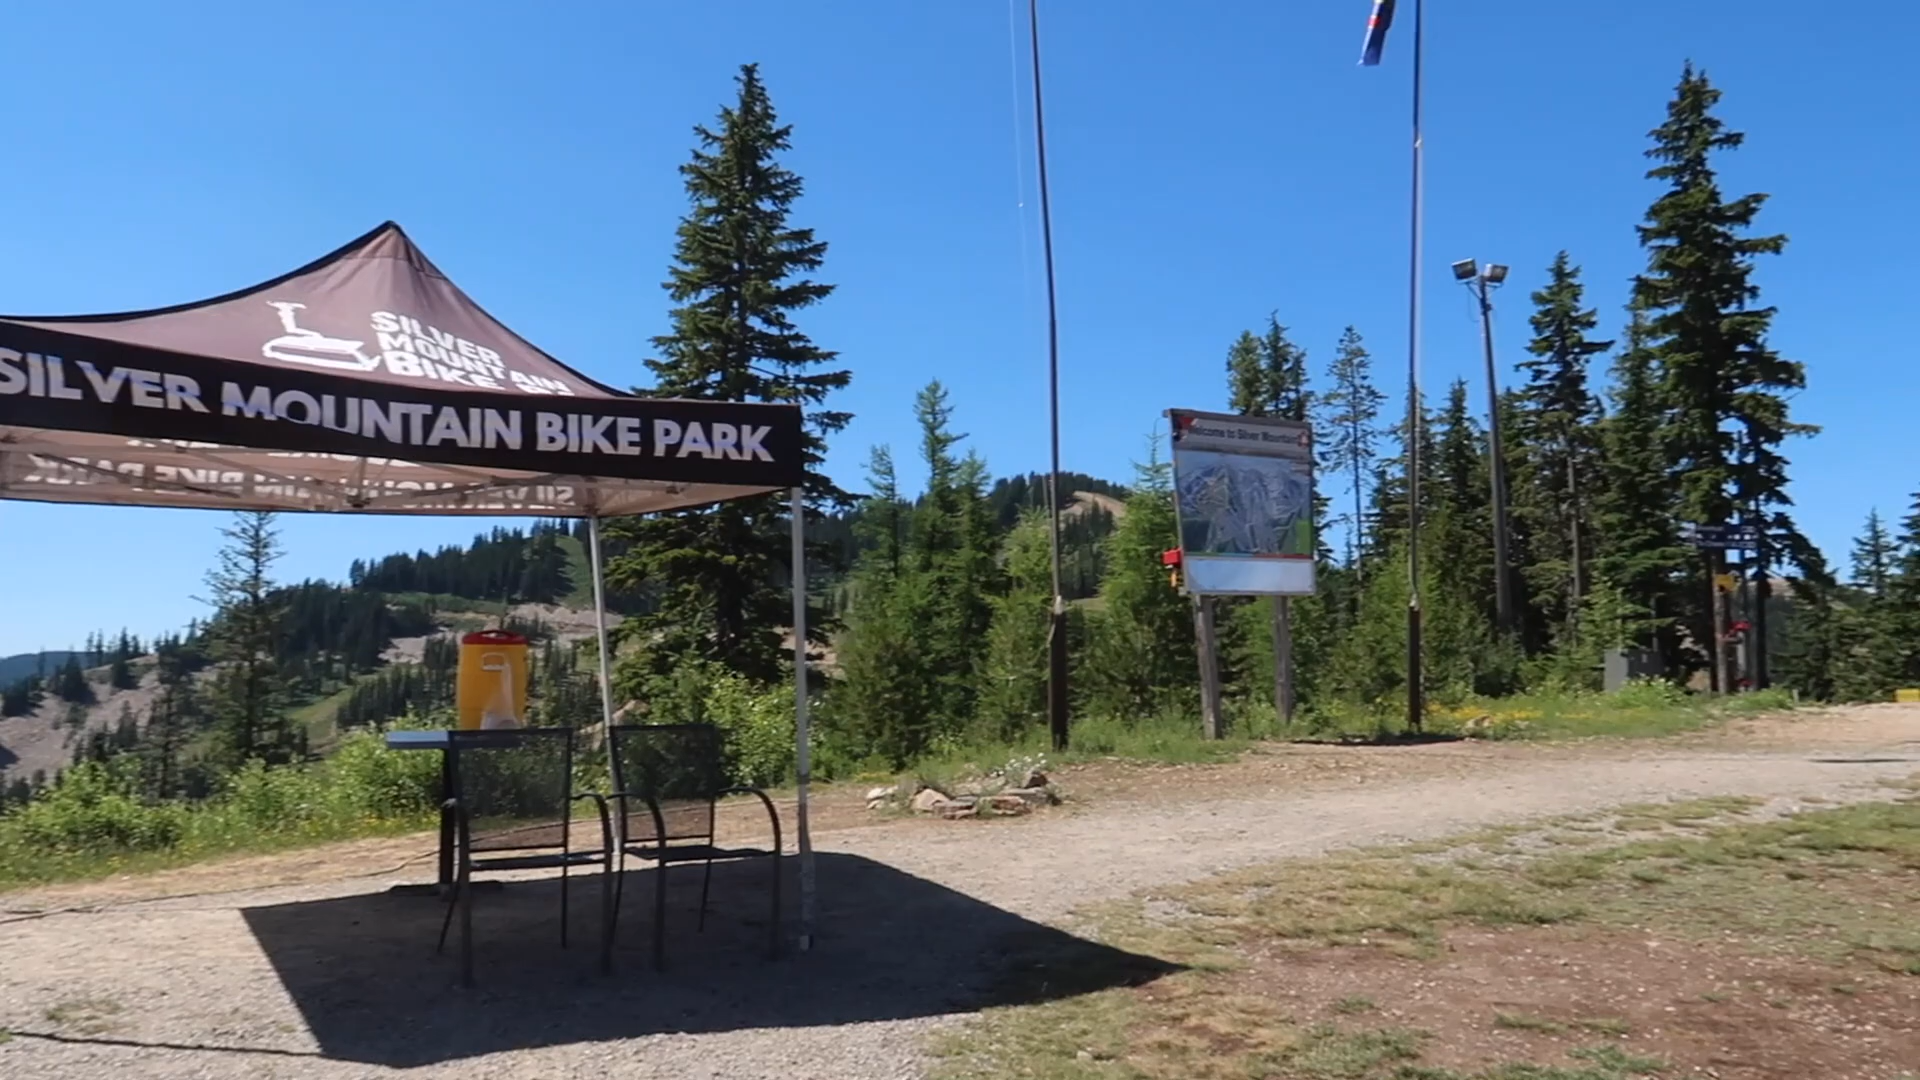 SILVER
MOUNTAIN
BIKE
SILVER MOUNTAIN BIKE PARK
Welcome to Silver Mountain